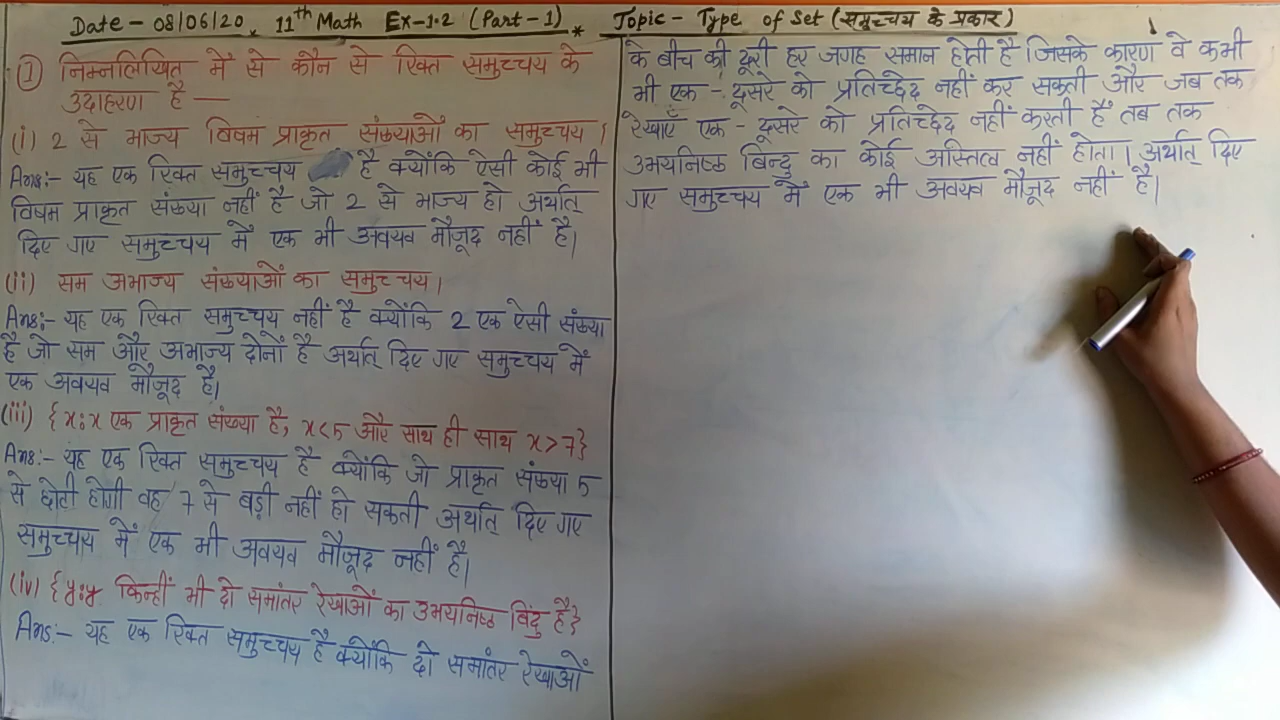 Date - 08/06/20. 11th Math Ex-1.2 (Part-1) * Topic - Type of Set (समुच्चय के प्रकार)
① निम्नलिखित में से कौन से रिक्त समुच्चय के
उदाहरण है —
(i) 2 से भाज्य विषम प्राकृत संख्याओं का समुच्चय।
Ans:- यह एक रिक्त समुच्चय है क्योंकि ऐसी कोई भी
विषम प्राकृत संख्या नहीं है जो 2 से भाज्य हो अर्थात्
दिए गए समुच्चय में एक भी अवयव मौजूद नहीं है।
(ii) सम अभाज्य संख्याओं का समुच्चय।
Ans:- यह एक रिक्त समुच्चय नहीं है क्योंकि 2 एक ऐसी संख्या
है जो सम और अभाज्य दोनों है अर्थात् दिए गए समुच्चय में
एक अवयव मौजूद है।
(iii) {x:x एक प्राकृत संख्या है, x<5 और साथ ही साथ x>7}
Ans:- यह एक रिक्त समुच्चय है क्योंकि जो प्राकृत संख्या 5
से छोटी होगी वह 7 से बड़ी नहीं हो सकती अर्थात् दिए गए
समुच्चय में एक भी अवयव मौजूद नहीं है।
(iv) {y:y किन्हीं भी दो समांतर रेखाओं का उभयनिष्ठ बिंदु है}
Ans:- यह एक रिक्त समुच्चय है क्योंकि दो समांतर रेखाओं
के बीच की दूरी हर जगह समान होती है जिसके कारण वे कभी
भी एक-दूसरे को प्रतिच्छेद नहीं कर सकती और जब तक
रेखाएँ एक-दूसरे को प्रतिच्छेद नहीं करती है तब तक
उभयनिष्ठ बिन्दु का कोई अस्तित्व नहीं होता। अर्थात् दिए
गए समुच्चय में एक भी अवयव मौजूद नहीं है।